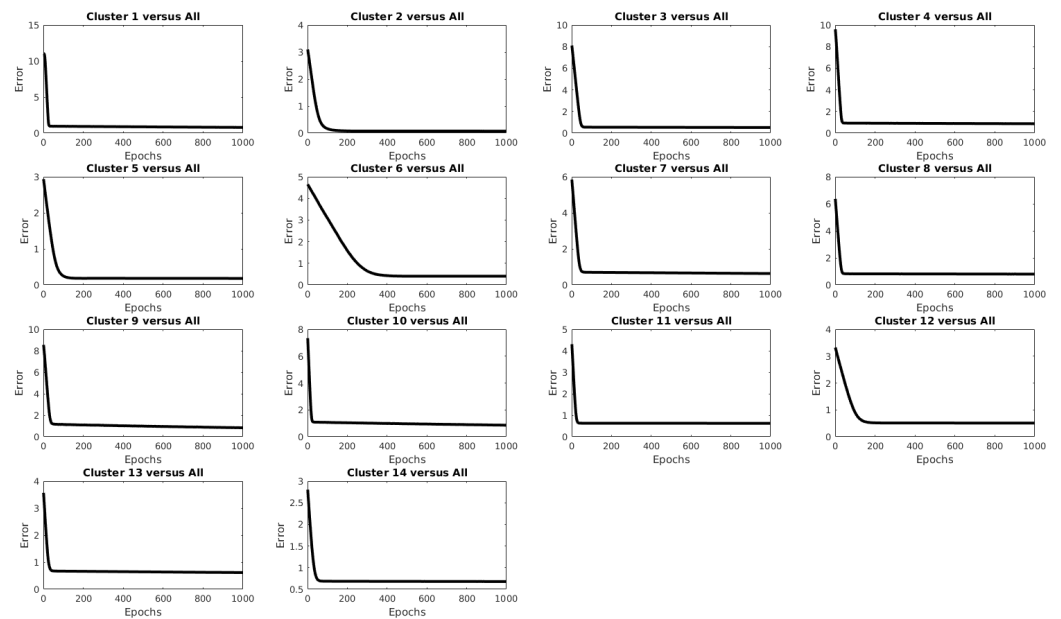 Cluster 1 versus All
15
10
5
0
Error
0 200 400 600 800 1000
Epochs
Cluster 2 versus All
4
3
2
1
0
Error
0 200 400 600 800 1000
Epochs
Cluster 3 versus All
10
8
6
4
2
0
Error
0 200 400 600 800 1000
Epochs
Cluster 4 versus All
10
8
6
4
2
0
Error
0 200 400 600 800 1000
Epochs
Cluster 5 versus All
3
2
1
0
Error
0 200 400 600 800 1000
Epochs
Cluster 6 versus All
5
4
3
2
1
0
Error
0 200 400 600 800 1000
Epochs
Cluster 7 versus All
6
4
2
0
Error
0 200 400 600 800 1000
Epochs
Cluster 8 versus All
8
6
4
2
0
Error
0 200 400 600 800 1000
Epochs
Cluster 9 versus All
10
8
6
4
2
0
Error
0 200 400 600 800 1000
Epochs
Cluster 10 versus All
8
6
4
2
0
Error
0 200 400 600 800 1000
Epochs
Cluster 11 versus All
5
4
3
2
1
0
Error
0 200 400 600 800 1000
Epochs
Cluster 12 versus All
4
3
2
1
0
Error
0 200 400 600 800 1000
Epochs
Cluster 13 versus All
4
3
2
1
0
Error
0 200 400 600 800 1000
Epochs
Cluster 14 versus All
3
2.5
2
1.5
1
0.5
Error
0 200 400 600 800 1000
Epochs